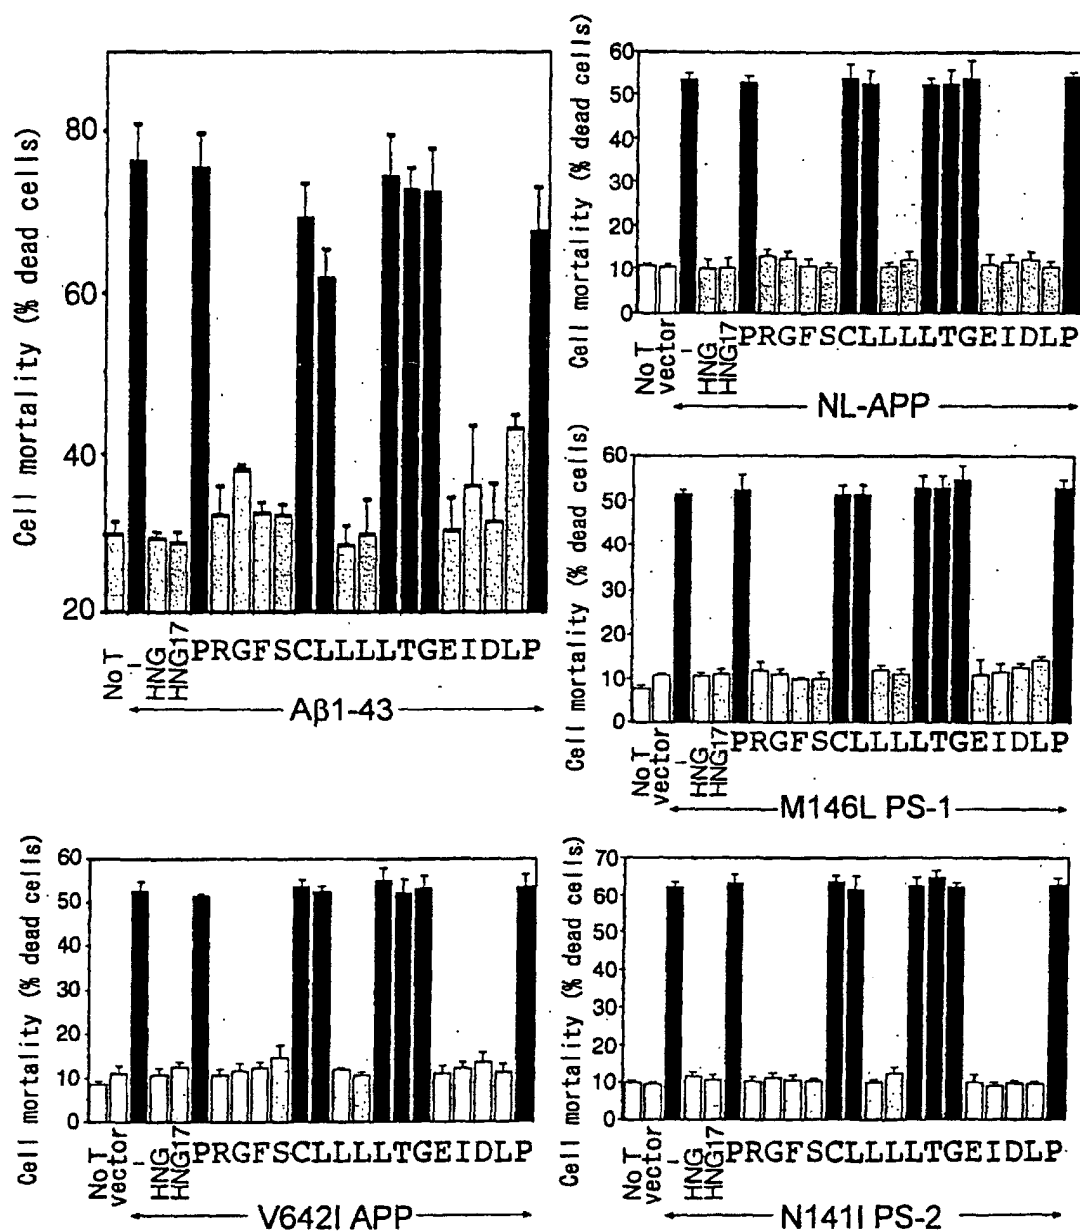 Cell mortality (% dead cells)
80
60
40
20
No T
–
HNG
HNG17
PRGFSCLLLLTGEIDLP
Aβ1-43
Cell mortality (% dead cells)
60
50
40
30
20
10
0
No T
vector
–
HNG
HNG17
PRGFSCLLLLTGEIDLP
NL-APP
Cell mortality (% dead cells)
60
50
40
30
20
10
0
No T
vector
–
HNG
HNG17
PRGFSCLLLLTGEIDLP
M146L PS-1
Cell mortality (% dead cells)
60
50
40
30
20
10
0
No T
vector
–
HNG
HNG17
PRGFSCLLLLTGEIDLP
V642I APP
Cell mortality (% dead cells)
70
60
50
40
30
20
10
0
No T
vector
–
HNG
HNG17
PRGFSCLLLLTGEIDLP
N141I PS-2